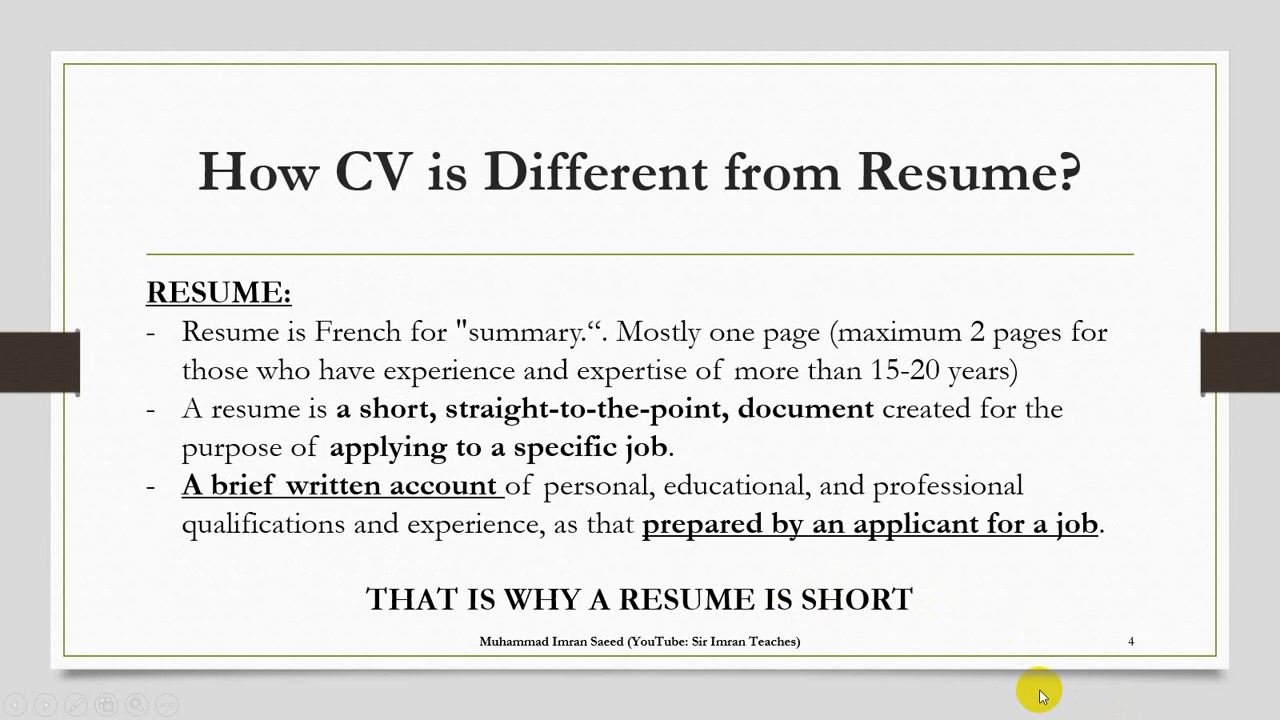 How CV is Different from Resume?
RESUME:
- Resume is French for "summary.“. Mostly one page (maximum 2 pages for
those who have experience and expertise of more than 15-20 years)
- A resume is a short, straight-to-the-point, document created for the
purpose of applying to a specific job.
- A brief written account of personal, educational, and professional
qualifications and experience, as that prepared by an applicant for a job.
THAT IS WHY A RESUME IS SHORT
Muhammad Imran Saeed (YouTube: Sir Imran Teaches) 4